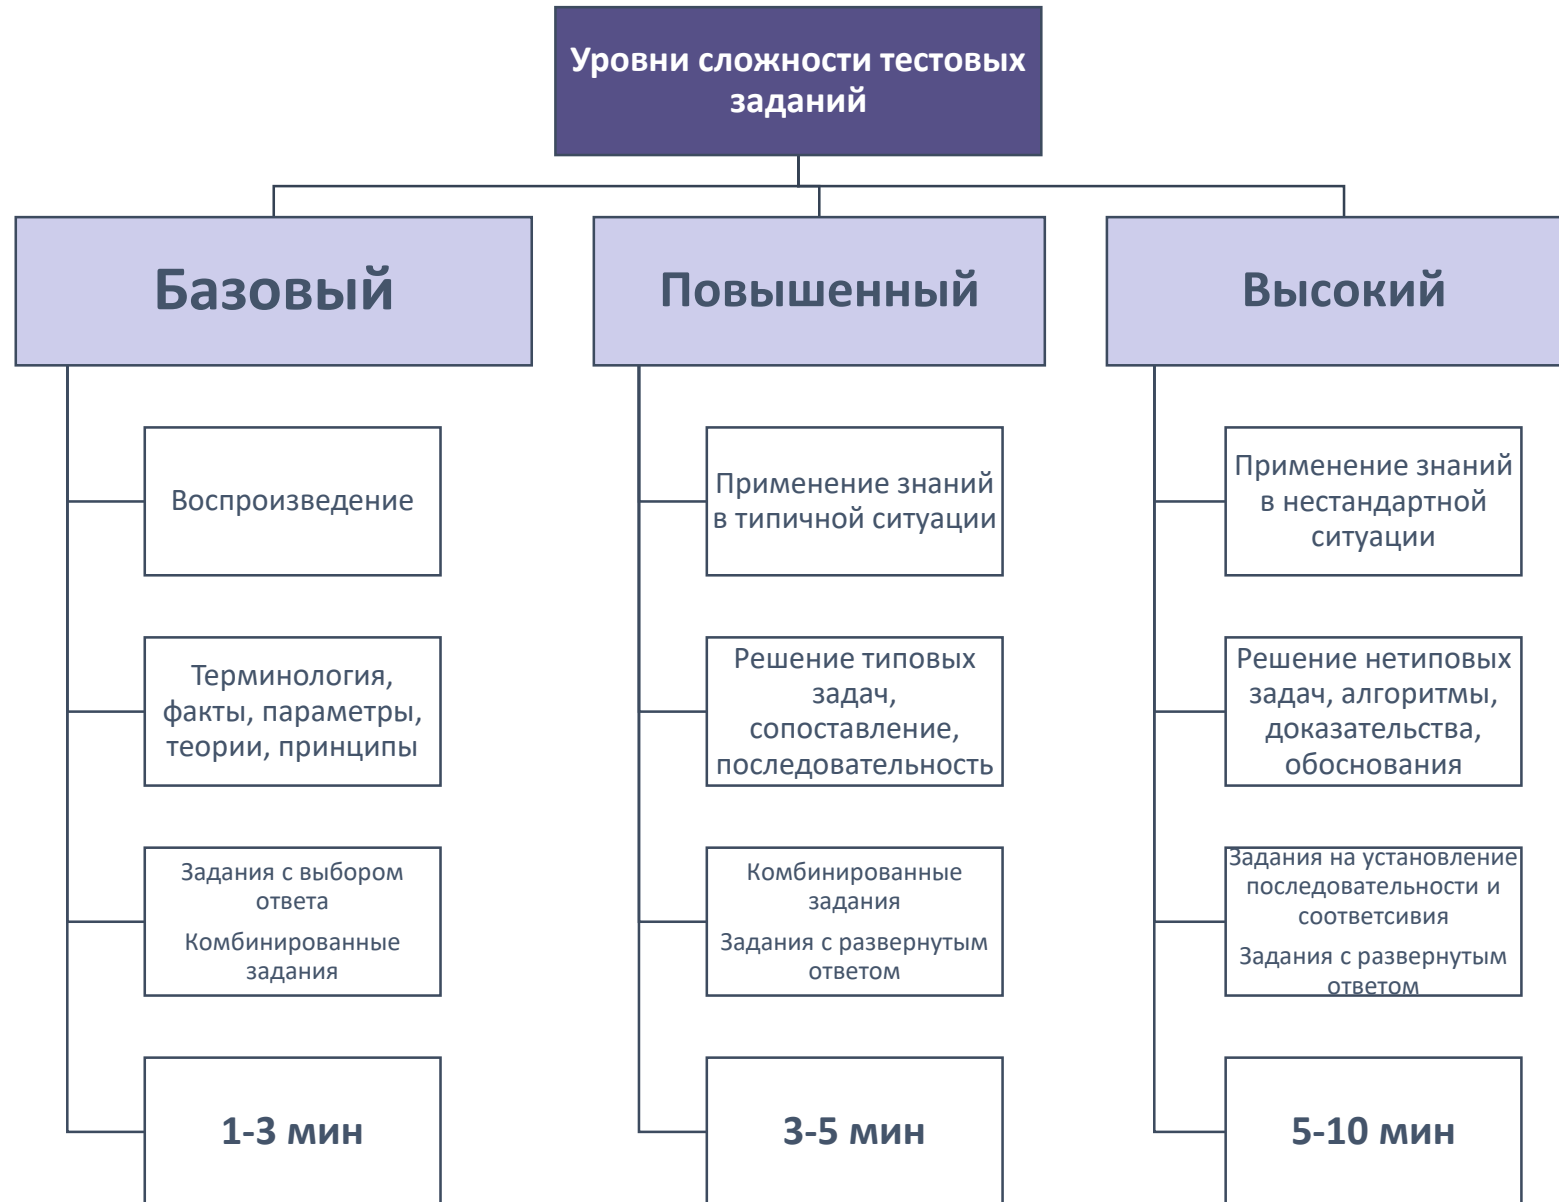 Уровни сложности тестовых
заданий
Базовый
Воспроизведение
Терминология,
факты, параметры,
теории, принципы
Задания с выбором
ответа
Комбинированные
задания
1-3 мин
Повышенный
Применение знаний
в типичной ситуации
Решение типовых
задач,
сопоставление,
последовательность
Комбинированные
задания
Задания с развернутым
ответом
3-5 мин
Высокий
Применение знаний
в нестандартной
ситуации
Решение нетиповых
задач, алгоритмы,
доказательства,
обоснования
Задания на установление
последовательности и
соответсивия
Задания с развернутым
ответом
5-10 мин